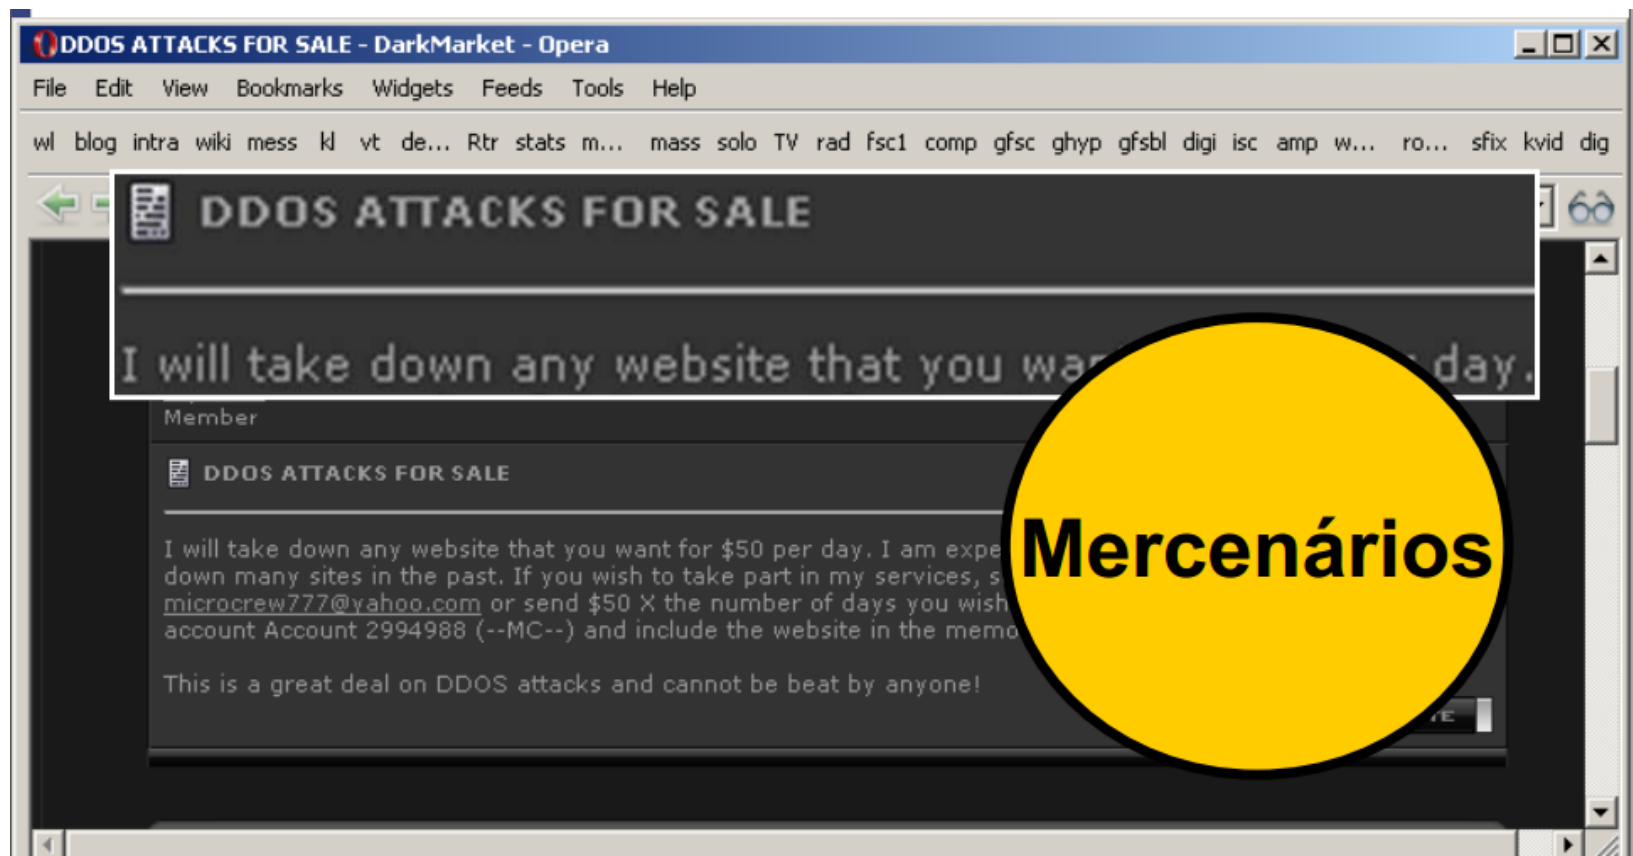 DDOS ATTACKS FOR SALE - DarkMarket - Opera
File Edit View Bookmarks Widgets Feeds Tools Help
wl blog intra wiki mess kl vt de... Rtr stats m... mass solo TV rad fsc1 comp gfsc ghyp gfsbl digi isc amp w... ro... sfix kvid dig
DDOS ATTACKS FOR SALE
I will take down any website that you day.
Member
DDOS ATTACKS FOR SALE
I will take down any website that you want for $50 per day. I am
down many sites in the past. If you wish to take part in my services,
microcrew777@yahoo.com or send $50 X the number of days you wish
account Account 2994988 (--MC--) and include the website in the
This is a great deal on DDOS attacks and cannot be beat by anyone!
Mercenários